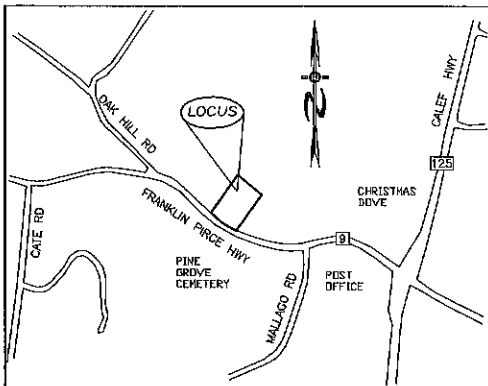 OAK HILL RD
LOCUS
CALEF HWY
125
CHRISTMAS
DOVE
FRANKLIN PIRCE HWY
9
CATE RD
PINE
GROVE
CEMETERY
MALLAGO RD
POST
OFFICE